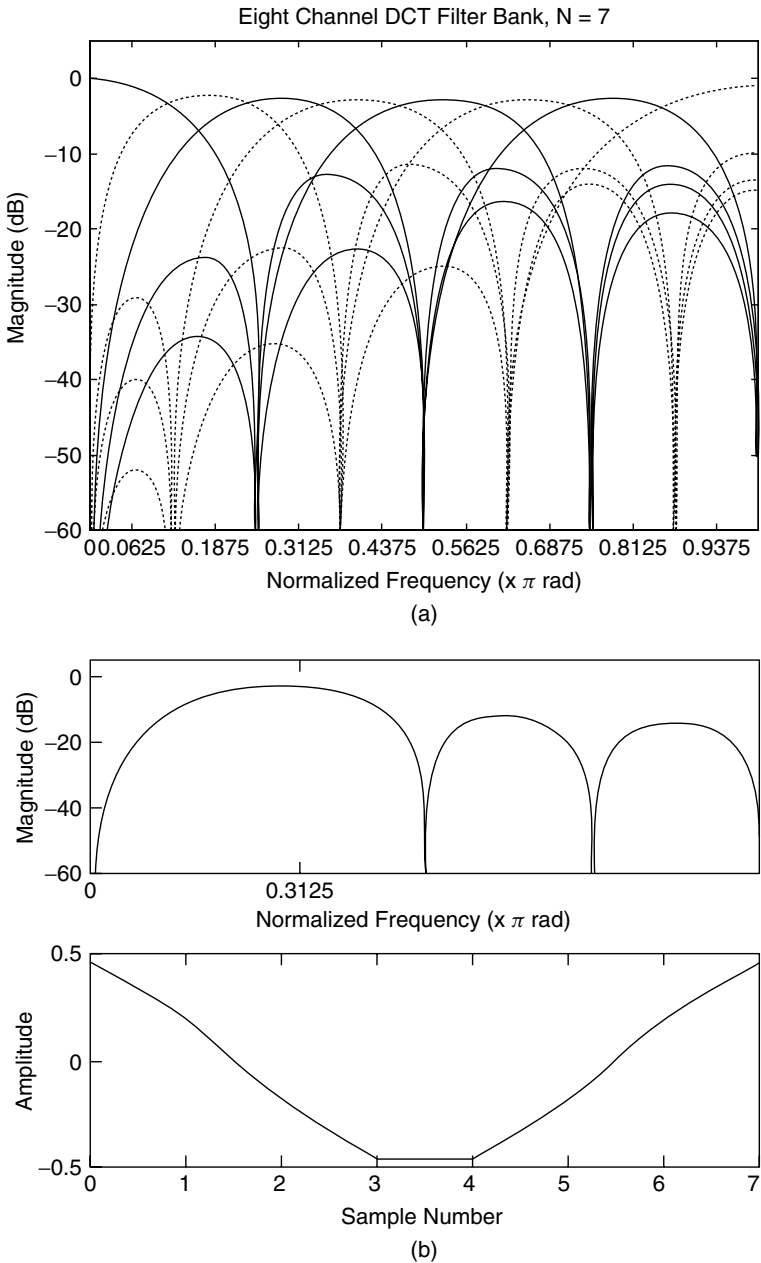 Eight Channel DCT Filter Bank, N = 7
Magnitude (dB)
0
−10
−20
−30
−40
−50
−60
0 0.0625 0.1875 0.3125 0.4375 0.5625 0.6875 0.8125 0.9375
Normalized Frequency (x π rad)
(a)
Magnitude (dB)
0
−20
−40
−60
0 0.3125
Normalized Frequency (x π rad)
Amplitude
0.5
0
−0.5
0 1 2 3 4 5 6 7
Sample Number
(b)